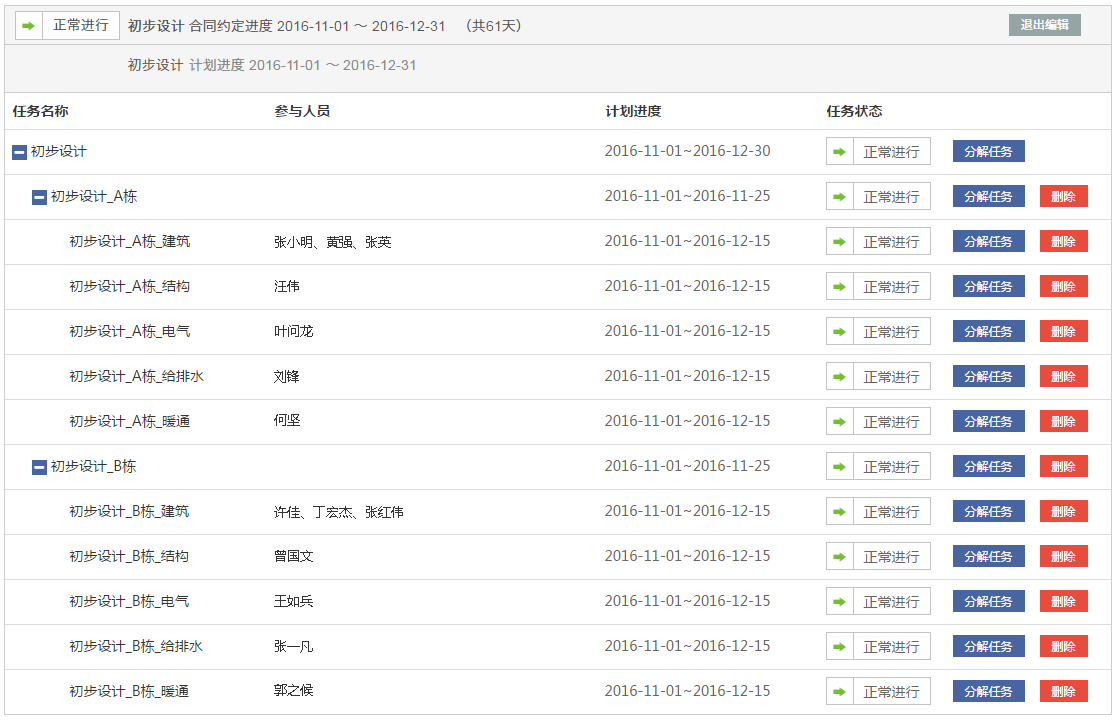 正常进行 初步设计 合同约定进度 2016-11-01 ～ 2016-12-31 （共61天） 退出编辑
初步设计 计划进度 2016-11-01 ～ 2016-12-31
任务名称 参与人员 计划进度 任务状态
初步设计 2016-11-01~2016-12-30 正常进行 分解任务
初步设计_A栋 2016-11-01~2016-11-25 正常进行 分解任务 删除
初步设计_A栋_建筑 张小明、黄强、张英 2016-11-01~2016-12-15 正常进行 分解任务 删除
初步设计_A栋_结构 汪伟 2016-11-01~2016-12-15 正常进行 分解任务 删除
初步设计_A栋_电气 叶问龙 2016-11-01~2016-12-15 正常进行 分解任务 删除
初步设计_A栋_给排水 刘锋 2016-11-01~2016-12-15 正常进行 分解任务 删除
初步设计_A栋_暖通 何坚 2016-11-01~2016-12-15 正常进行 分解任务 删除
初步设计_B栋 2016-11-01~2016-11-25 正常进行 分解任务 删除
初步设计_B栋_建筑 许佳、丁宏杰、张红伟 2016-11-01~2016-12-15 正常进行 分解任务 删除
初步设计_B栋_结构 曾国文 2016-11-01~2016-12-15 正常进行 分解任务 删除
初步设计_B栋_电气 王如兵 2016-11-01~2016-12-15 正常进行 分解任务 删除
初步设计_B栋_给排水 张一凡 2016-11-01~2016-12-15 正常进行 分解任务 删除
初步设计_B栋_暖通 郭之候 2016-11-01~2016-12-15 正常进行 分解任务 删除